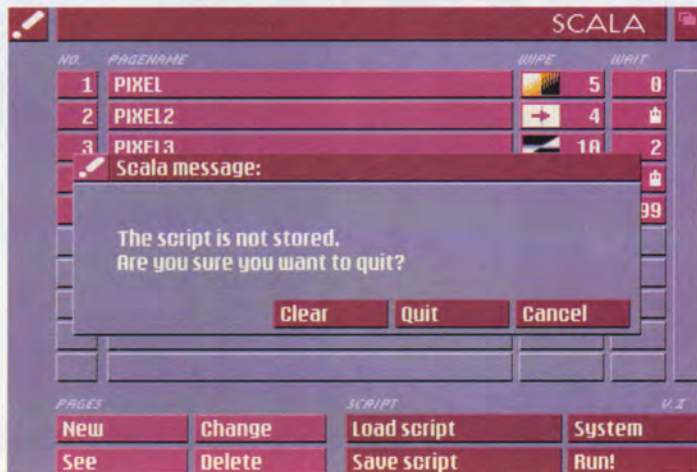 SCALA
NO. PAGENAME WIPE WAIT
1 PIXEL 5 0
2 PIXEL2 4
3 PIXEL3 10 2
Scala message:
99
The script is not stored.
Are you sure you want to quit?
Clear Quit Cancel
PAGES SCRIPT V.I
New Change Load script System
See Delete Save script Run!